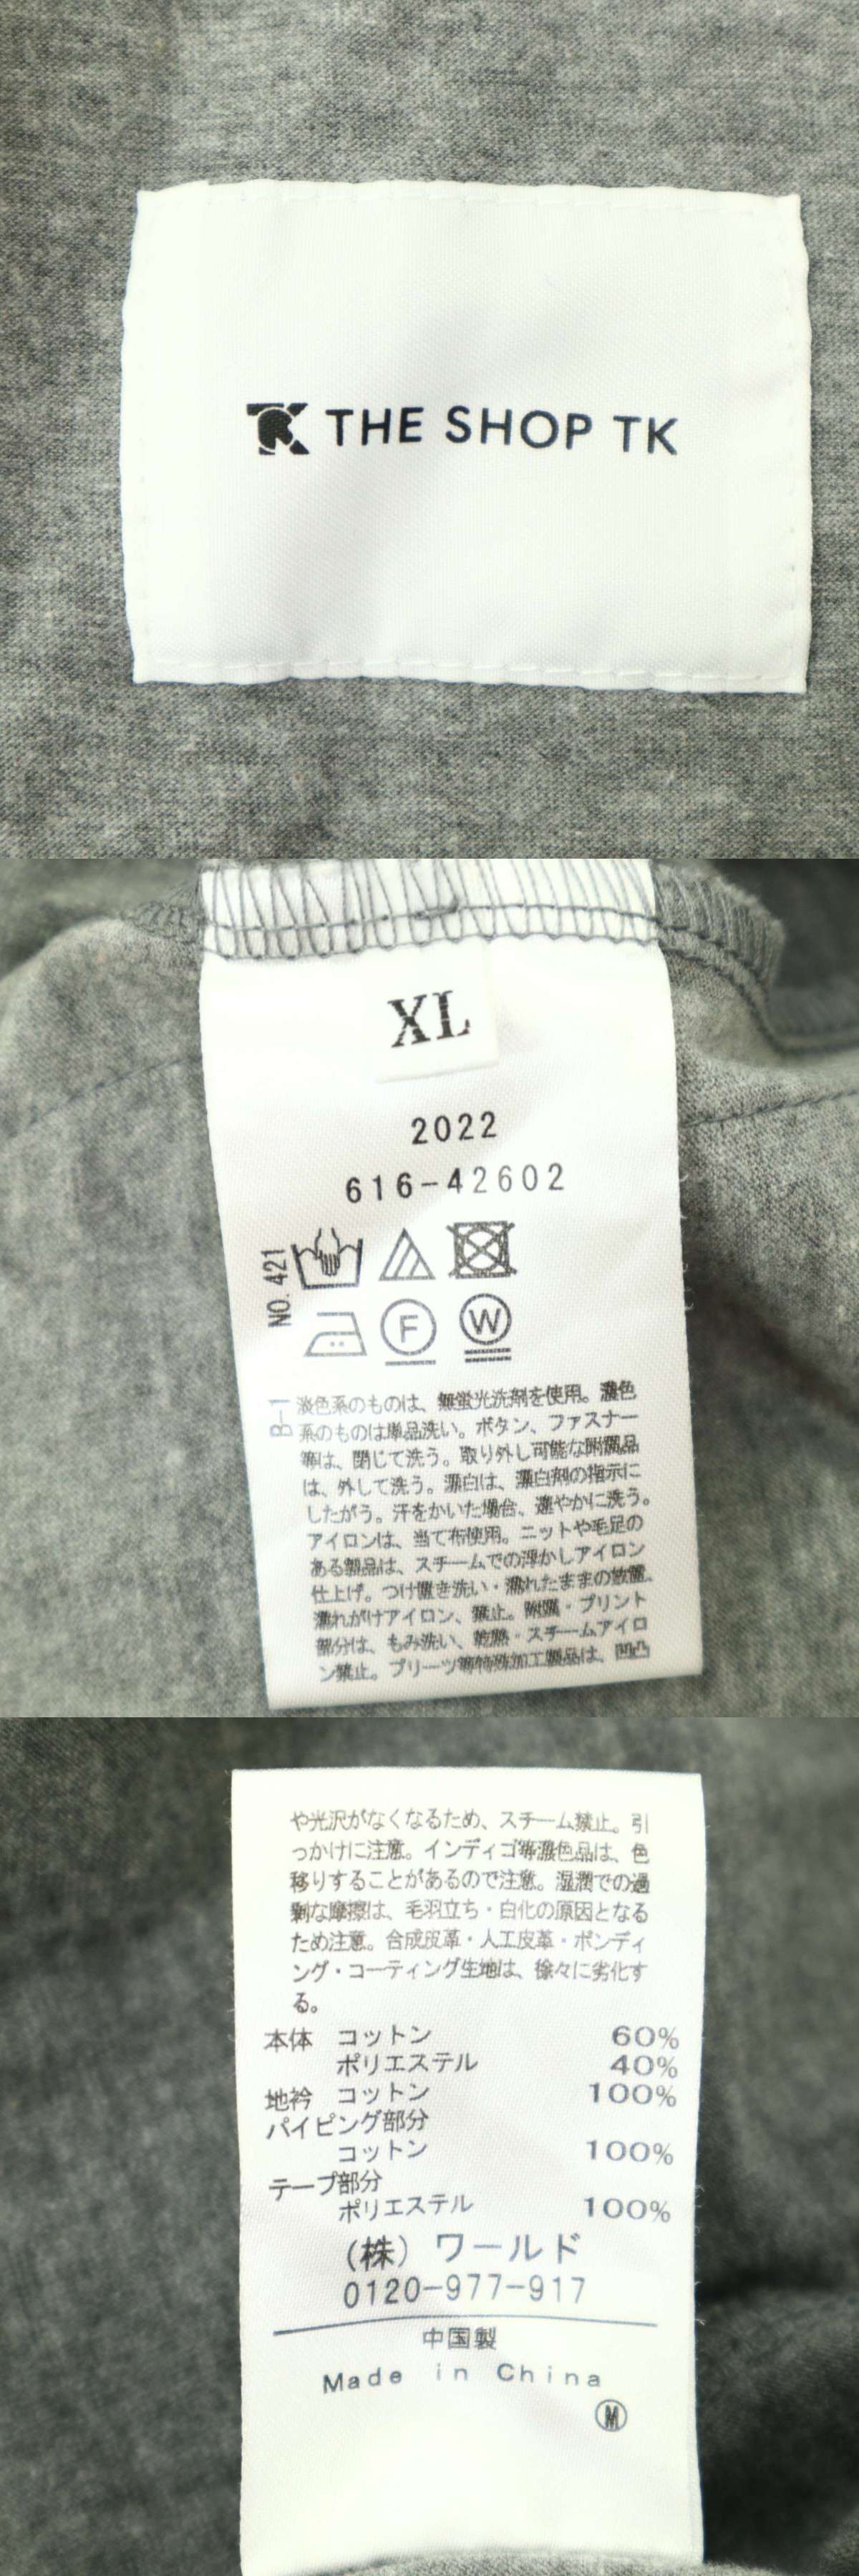 THE SHOP TK
XL
2022
616-42602
NO. 421
F
W
B-1
淡色系のものは、無蛍光洗剤を使用。濃色
系のものは単品洗い。ボタン、ファスナー
等は、閉じて洗う。取り外し可能な附属品
は、外して洗う。漂白は、漂白剤の指示に
したがう。汗をかいた場合、速やかに洗う。
アイロンは、当て布使用。ニットや毛足の
ある製品は、スチームでの浮かしアイロン
仕上げ。つけ置き洗い・濡れたままの放置、
濡れがけアイロン、禁止。附属・プリント
部分は、もみ洗い、乾熱・スチームアイロ
ン禁止。プリーツ等特殊加工製品は、凹凸
や光沢がなくなるため、スチーム禁止。引
っかけに注意。インディゴ等濃色品は、色
移りすることがあるので注意。湿潤での過
剰な摩擦は、毛羽立ち・白化の原因となる
ため注意。合成皮革・人工皮革・ボンディ
ング・コーティング生地は、徐々に劣化す
る。
本体 コットン 60%
ポリエステル 40%
地衿 コットン 100%
パイピング部分
コットン 100%
テープ部分
ポリエステル 100%
(株) ワールド
0120-977-917
中国製
Made in China
M